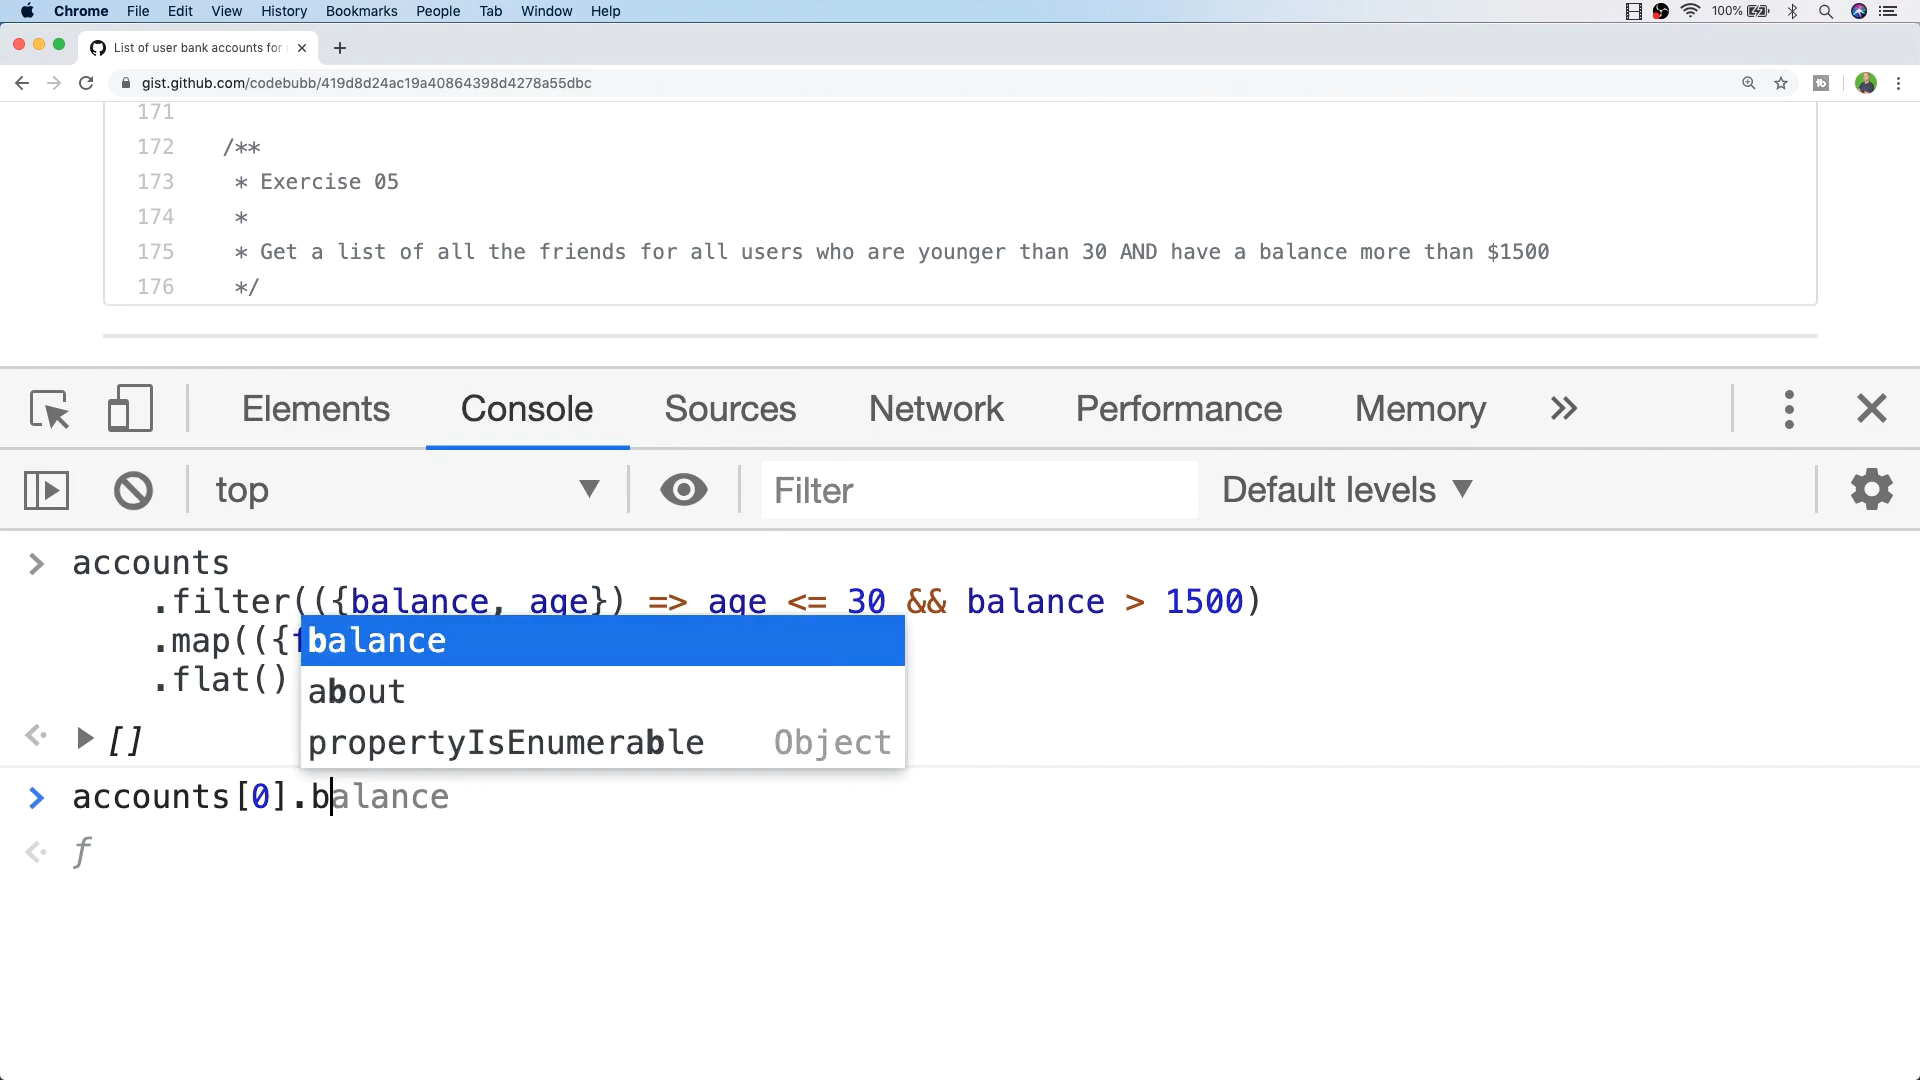 Chrome File Edit View History Bookmarks People Tab Window Help 100%
List of user bank accounts for
gist.github.com/codebubb/419d8d24ac19a40864398d4278a55dbc
171
172 /**
173 * Exercise 05
174 *
175 * Get a list of all the friends for all users who are younger than 30 AND have a balance more than $1500
176 */
Elements Console Sources Network Performance Memory
top Filter Default levels
accounts
.filter(({balance, age}) => age <= 30 && balance > 1500)
.map(({f
balance
.flat()
about
[]
propertyIsEnumerable Object
accounts[0].balance
f